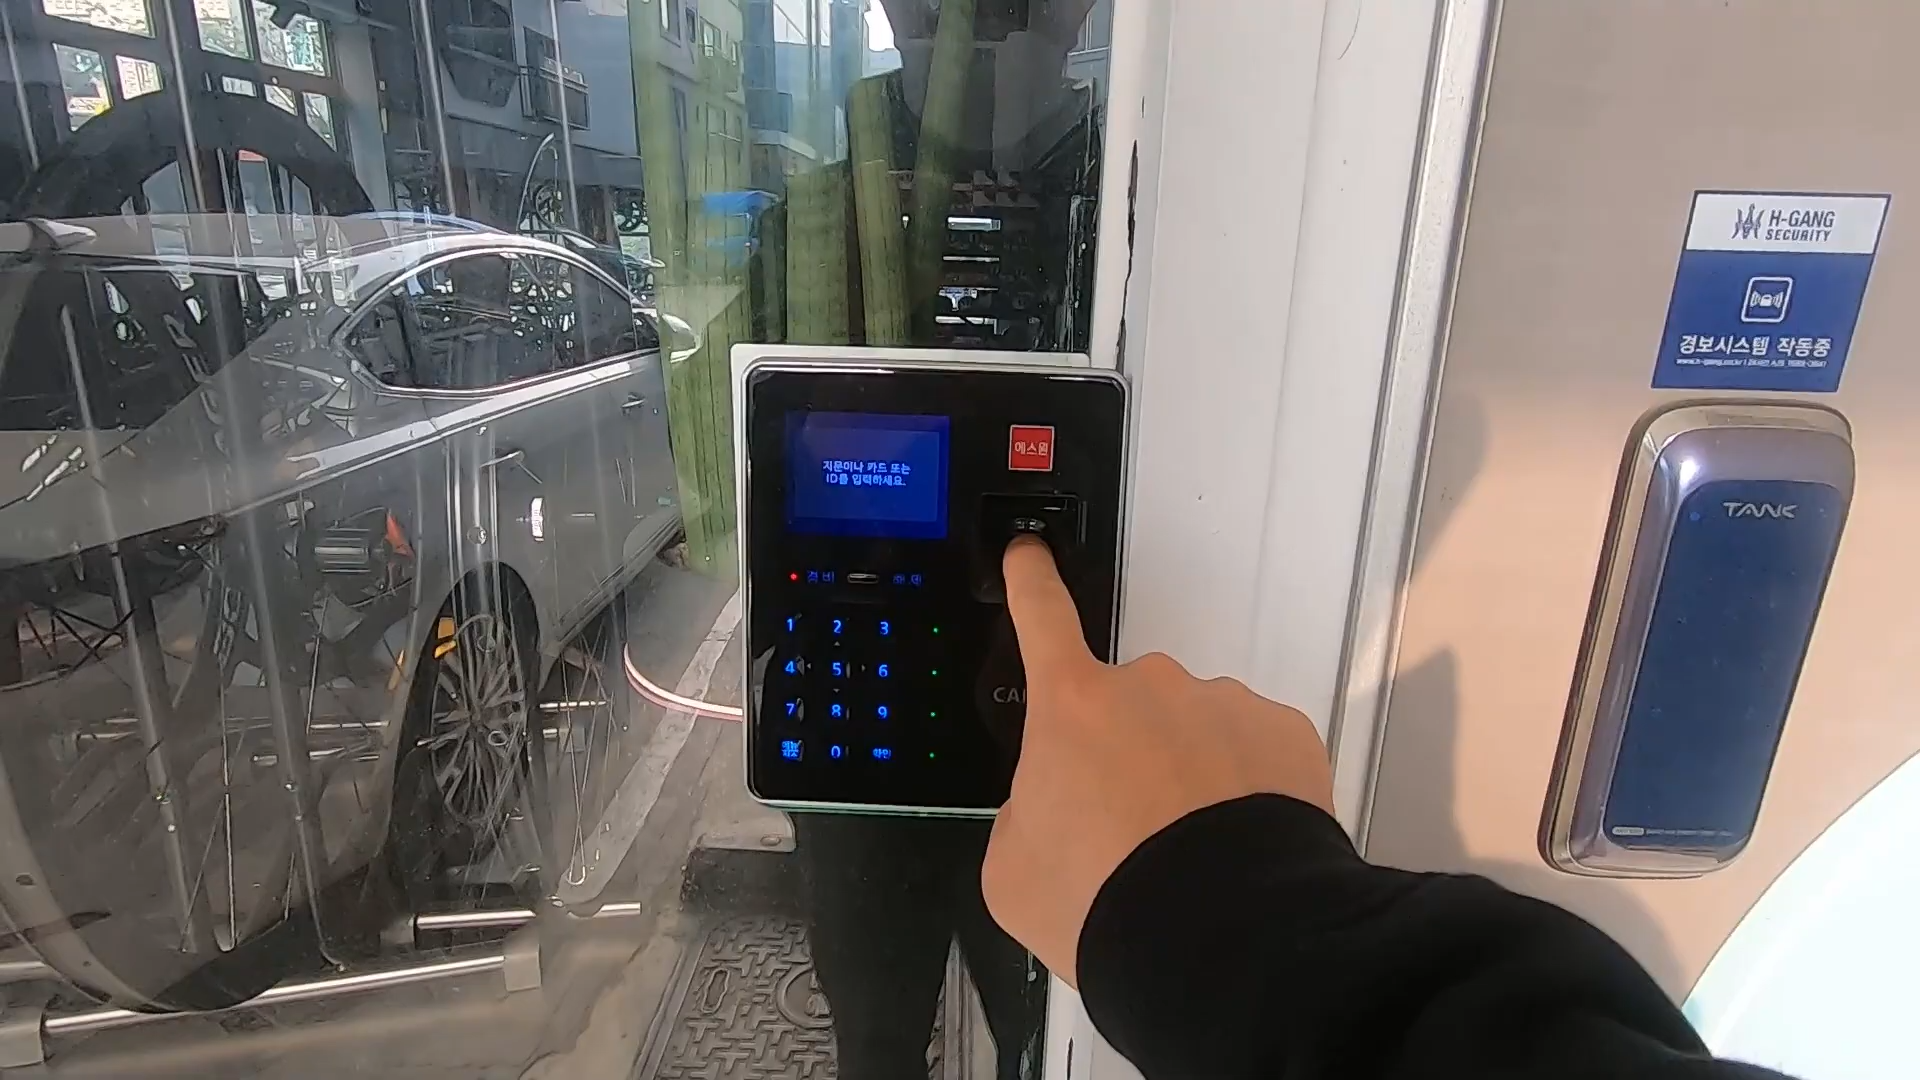 H-GANG
SECURITY
경보시스템 작동중
에스원
지문이나 카드 또는
ID를 입력하세요.
경비 해제
1 2 3
4 5 6
7 8 9
0 확인
TANK